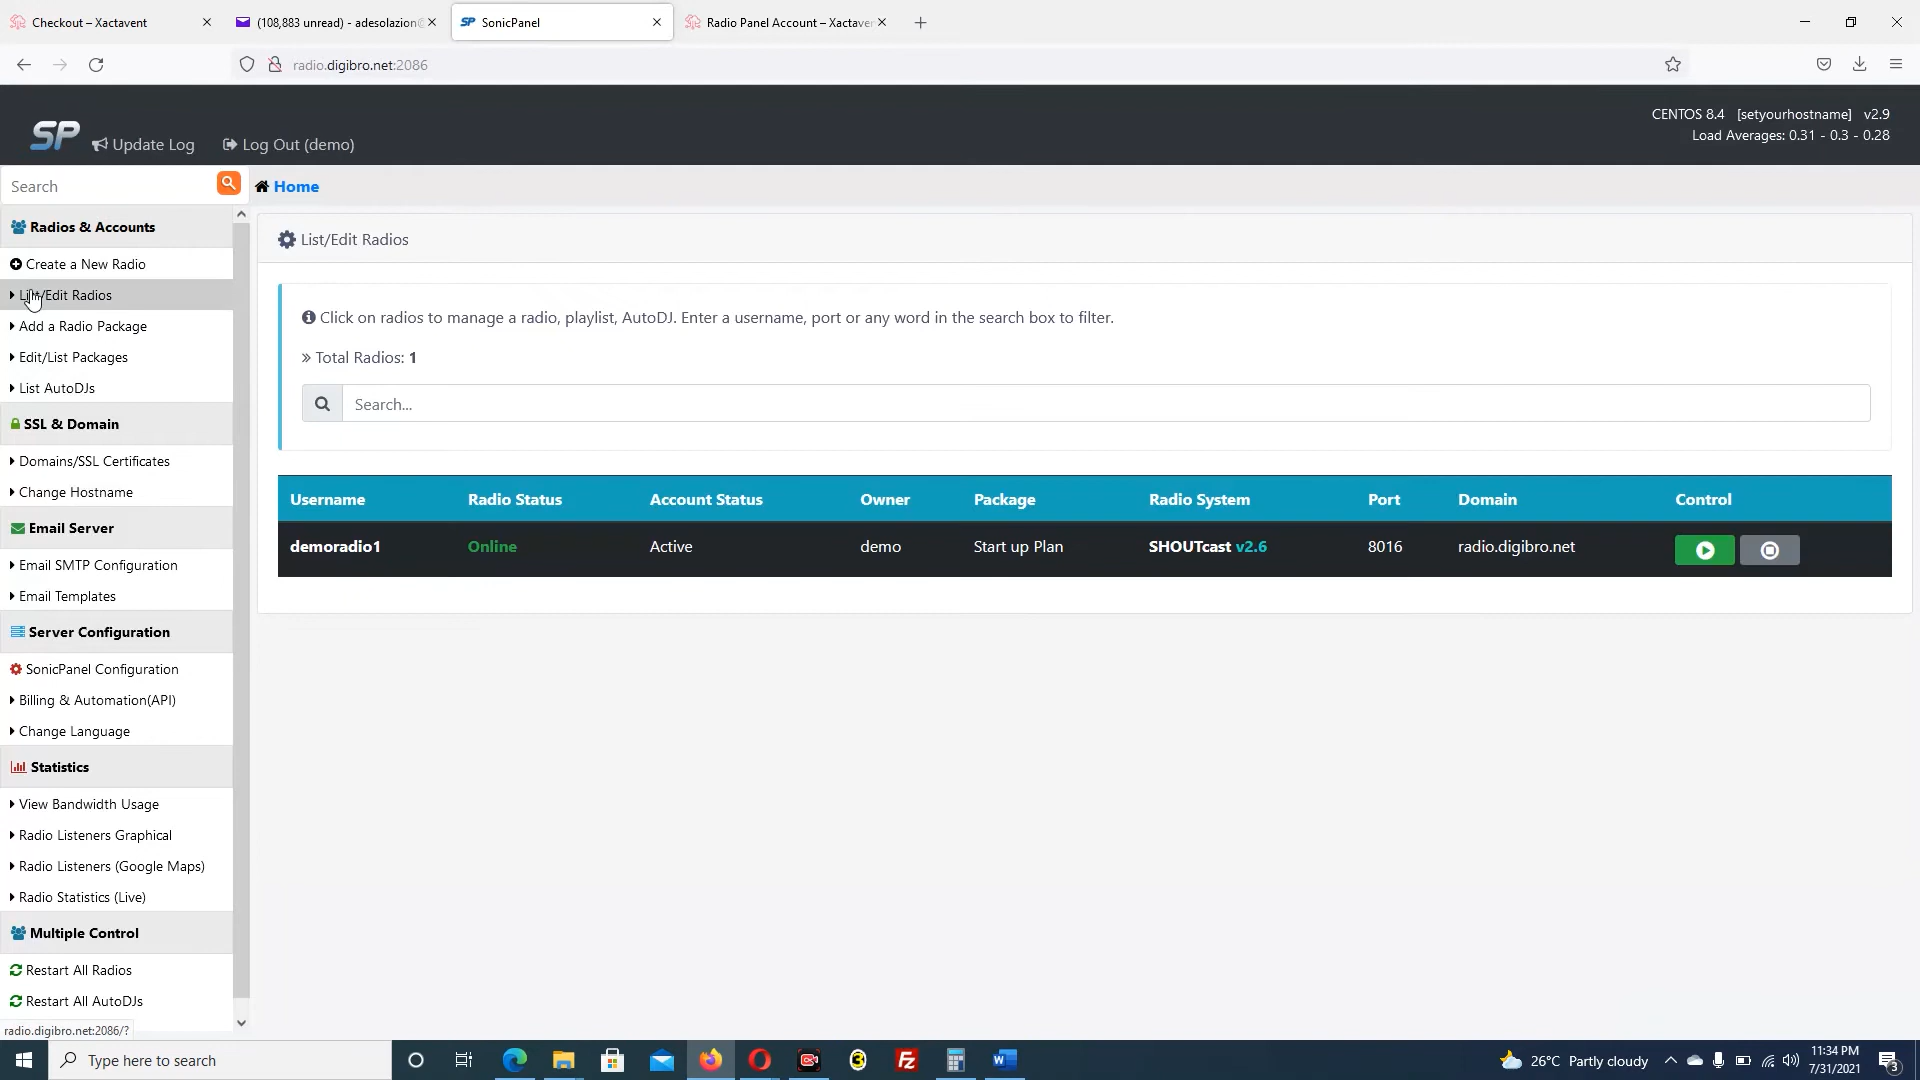 Checkout – Xactavent
(108,883 unread) - adesolazion@
SonicPanel
Radio Panel Account – Xactaven
radio.digibro.net:2086
SP
Update Log
Log Out (demo)
CENTOS 8.4 [setyourhostname] v2.9
Load Averages: 0.31 - 0.3 - 0.28
Search
Home
Radios & Accounts
Create a New Radio
List/Edit Radios
Add a Radio Package
Edit/List Packages
List AutoDJs
SSL & Domain
Domains/SSL Certificates
Change Hostname
Email Server
Email SMTP Configuration
Email Templates
Server Configuration
SonicPanel Configuration
Billing & Automation(API)
Change Language
Statistics
View Bandwidth Usage
Radio Listeners Graphical
Radio Listeners (Google Maps)
Radio Statistics (Live)
Multiple Control
Restart All Radios
Restart All AutoDJs
radio.digibro.net:2086/?
List/Edit Radios
Click on radios to manage a radio, playlist, AutoDJ. Enter a username, port or any word in the search box to filter.
» Total Radios: 1
Search...
Username Radio Status Account Status Owner Package Radio System Port Domain Control
demoradio1 Online Active demo Start up Plan SHOUTcast v2.6 8016 radio.digibro.net
Type here to search
26°C Partly cloudy
11:34 PM
7/31/2021
3